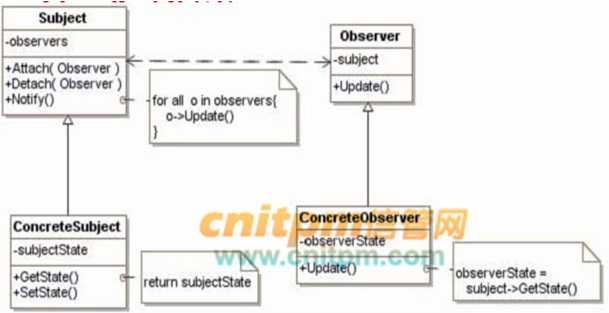 Subject
-observers
+Attach( Observer )
+Detach( Observer )
+Notify()
for all o in observers{
o->Update()
}
Observer
-subject
+Update()
ConcreteSubject
-subjectState
+GetState()
+SetState()
return subjectState
ConcreteObserver
-observerState
+Update()
observerState =
subject->GetState()
cnitpm信管网
www.cnitpm.com